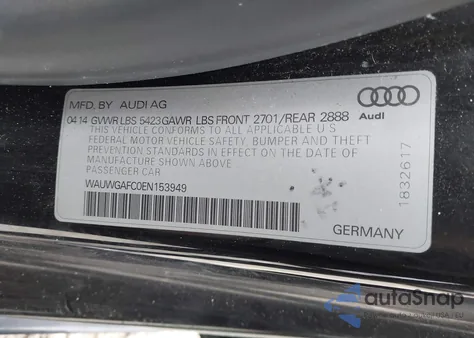 MFD. BY AUDI AG
Audi
04 14 GVWR LBS 5423 GAWR LBS FRONT 2701/REAR 2888
THIS VEHICLE CONFORMS TO ALL APPLICABLE U S
FEDERAL MOTOR VEHICLE SAFETY, BUMPER AND THEFT
PREVENTION STANDARDS IN EFFECT ON THE DATE OF
MANUFACTURE SHOWN ABOVE
PASSENGER CAR
WAUWGAFC0EN153949
1832617
GERMANY
autoSnap